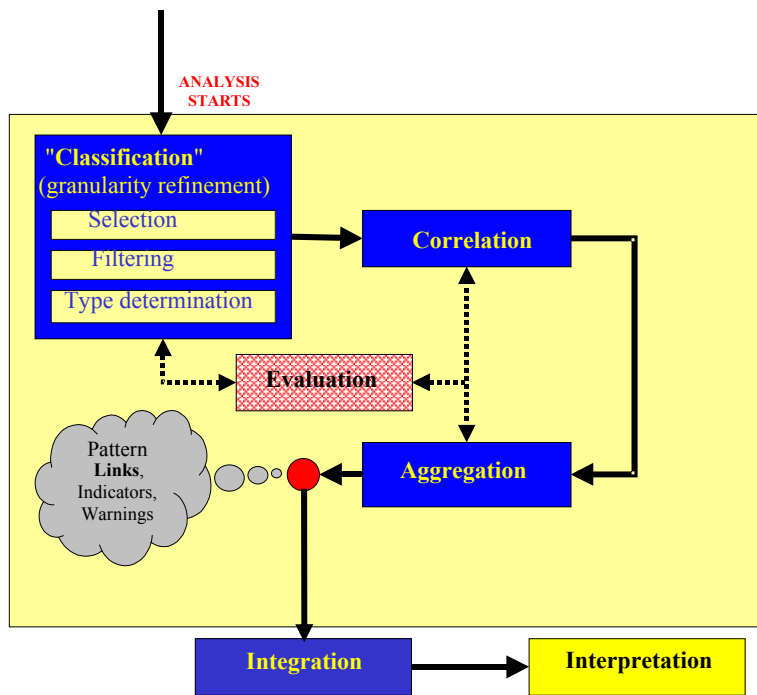 ANALYSIS
STARTS
"Classification"
(granularity refinement)
Selection
Filtering
Type determination
Correlation
Evaluation
Pattern
Links,
Indicators,
Warnings
Aggregation
Integration
Interpretation